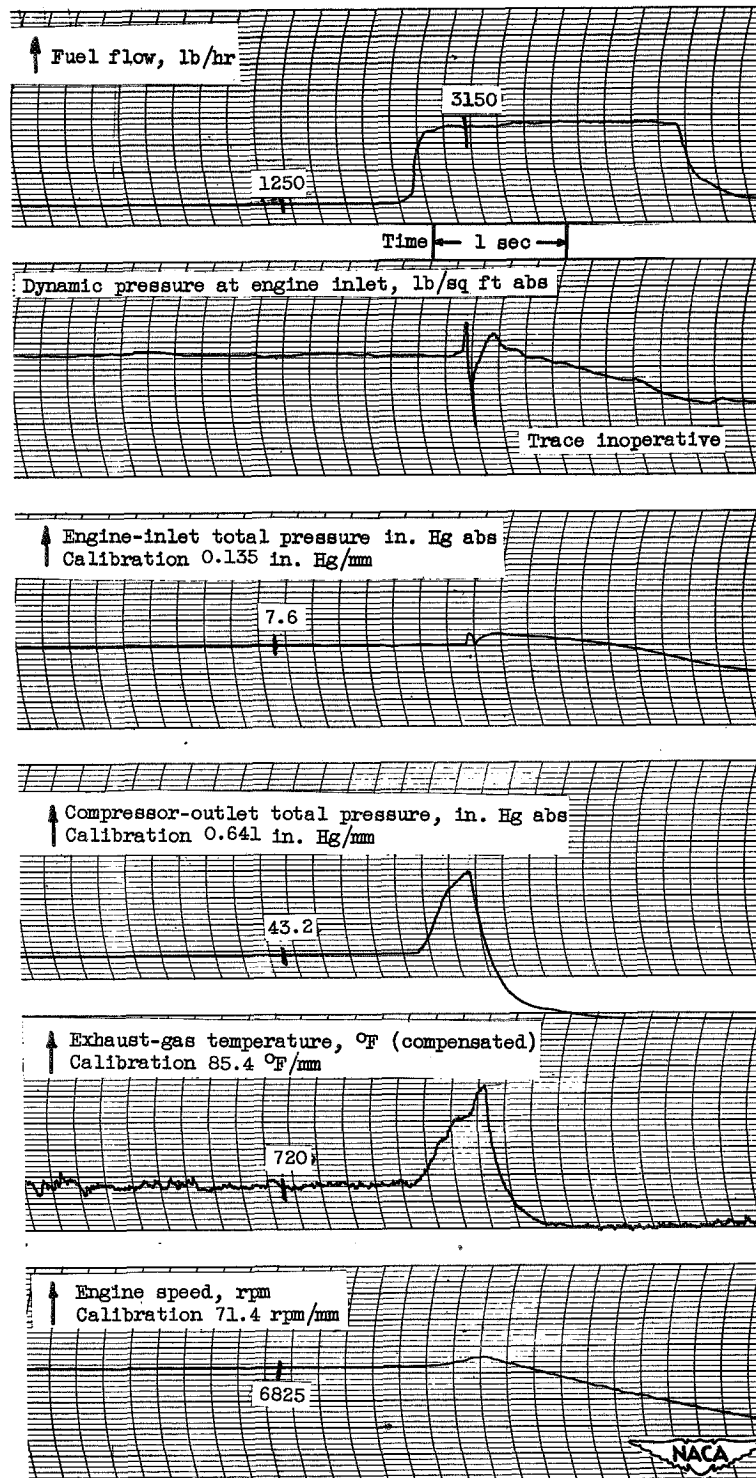 Fuel flow, lb/hr
3150
1250
Time 1 sec
Dynamic pressure at engine inlet, lb/sq ft abs
Trace inoperative
Engine-inlet total pressure in. Hg abs
Calibration 0.135 in. Hg/mm
7.6
Compressor-outlet total pressure, in. Hg abs
Calibration 0.641 in. Hg/mm
43.2
Exhaust-gas temperature, °F (compensated)
Calibration 85.4 °F/mm
720
Engine speed, rpm
Calibration 71.4 rpm/mm
6825
NACA